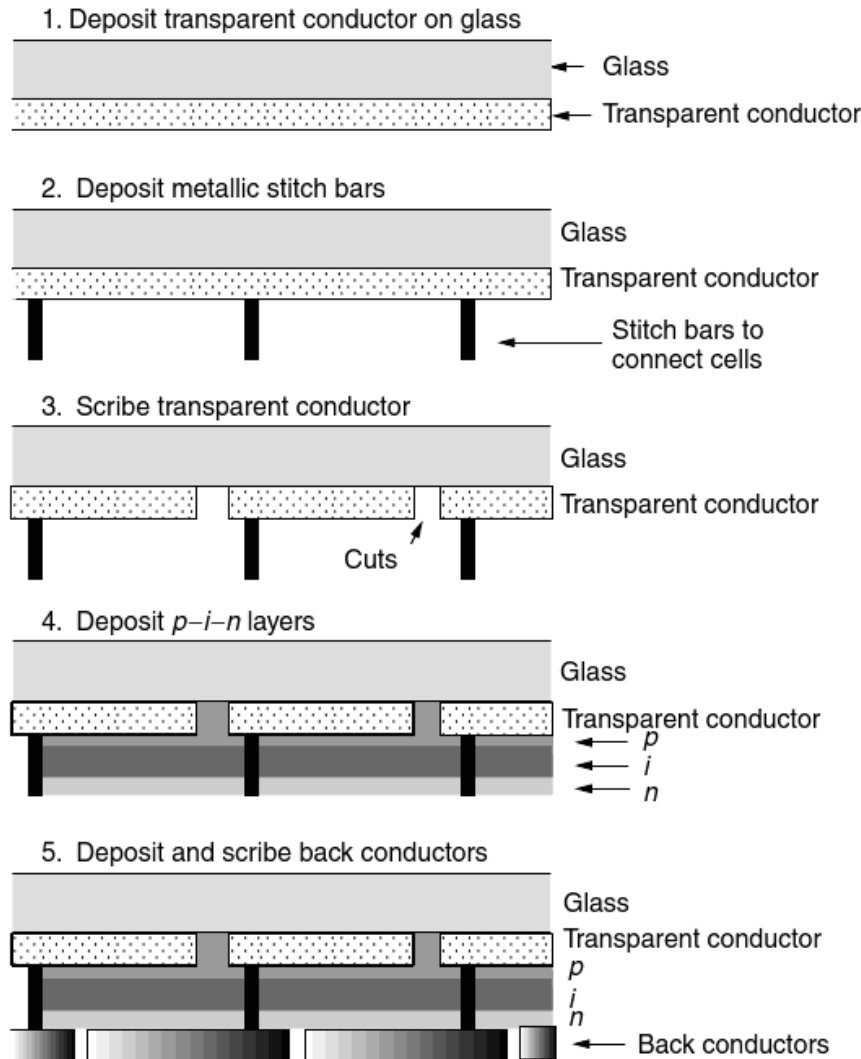 1. Deposit transparent conductor on glass
Glass
Transparent conductor
2. Deposit metallic stitch bars
Glass
Transparent conductor
Stitch bars to
connect cells
3. Scribe transparent conductor
Glass
Transparent conductor
Cuts
4. Deposit p–i–n layers
Glass
Transparent conductor
p
i
n
5. Deposit and scribe back conductors
Glass
Transparent conductor
p
i
n
Back conductors